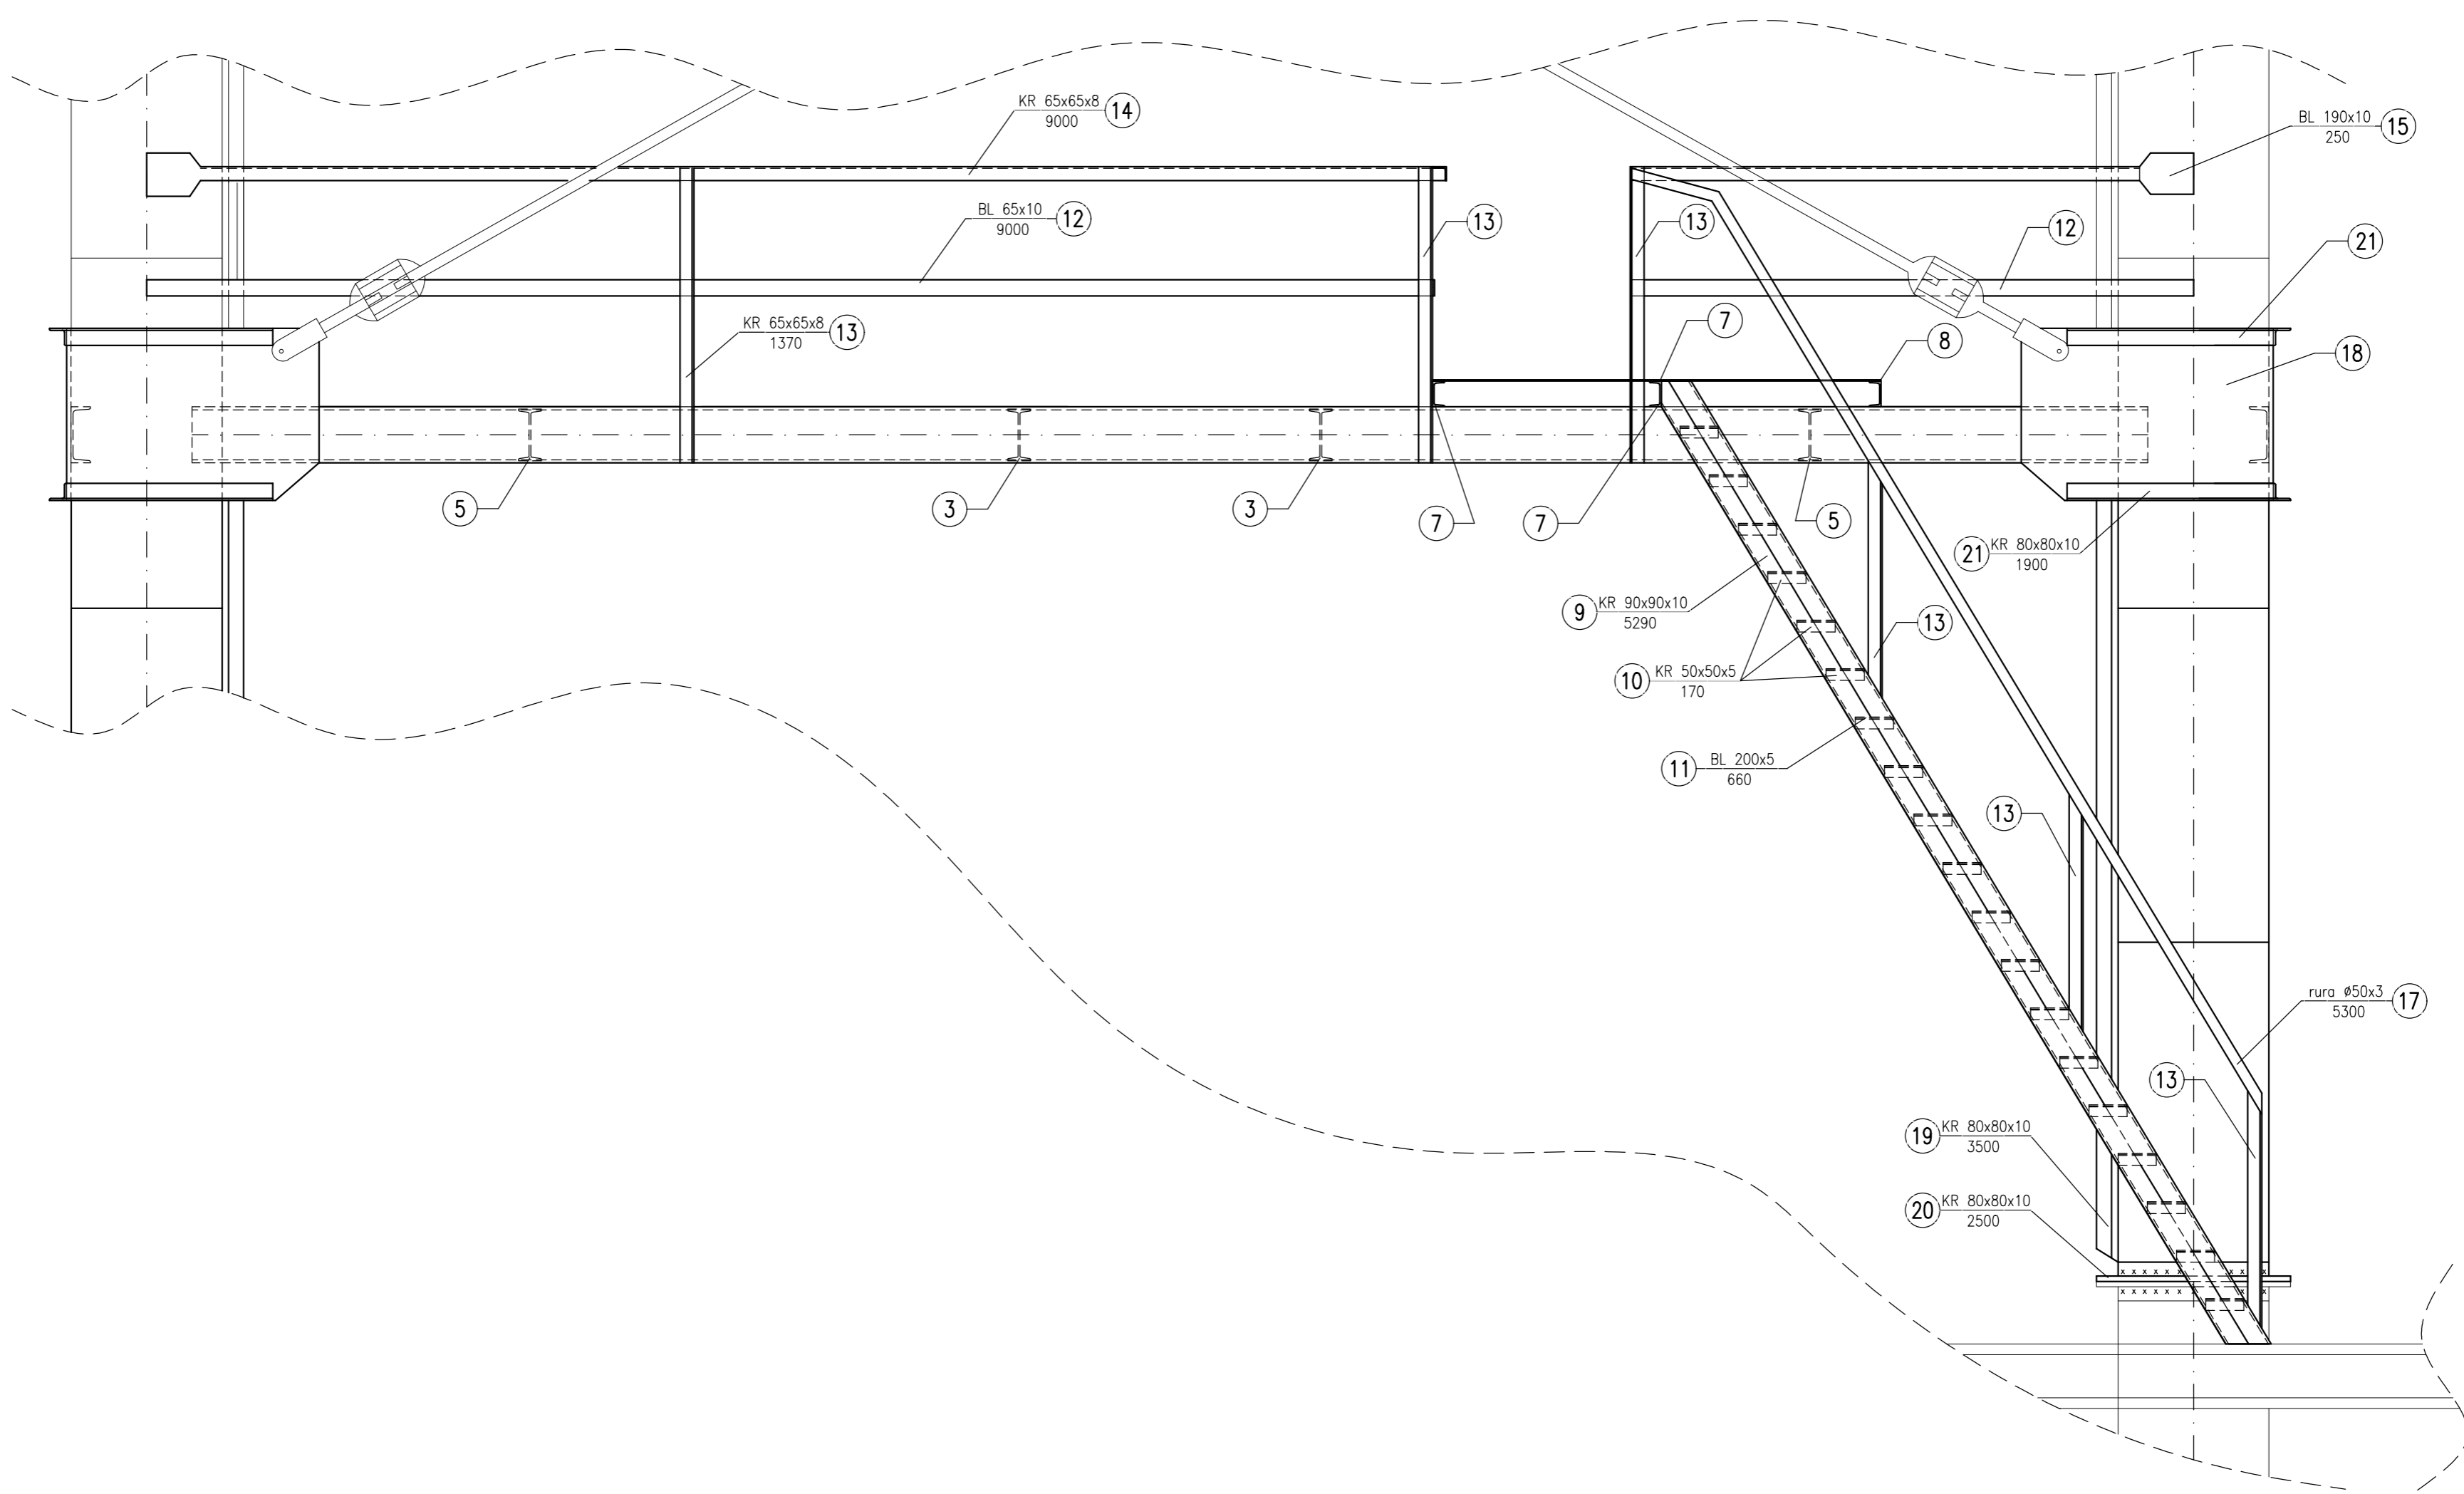 KR 65x65x8
9000
14
BL 190x10
250
15
BL 65x10
9000
12
13
13
12
21
KR 65x65x8
1370
13
7
8
18
5
3
3
7
7
5
21
KR 80x80x10
1900
9
KR 90x90x10
5290
13
10
KR 50x50x5
170
11
BL 200x5
660
13
rura ø50x3
5300
17
13
19
KR 80x80x10
3500
20
KR 80x80x10
2500
x x x x x x x x x
x x x x x x x x x